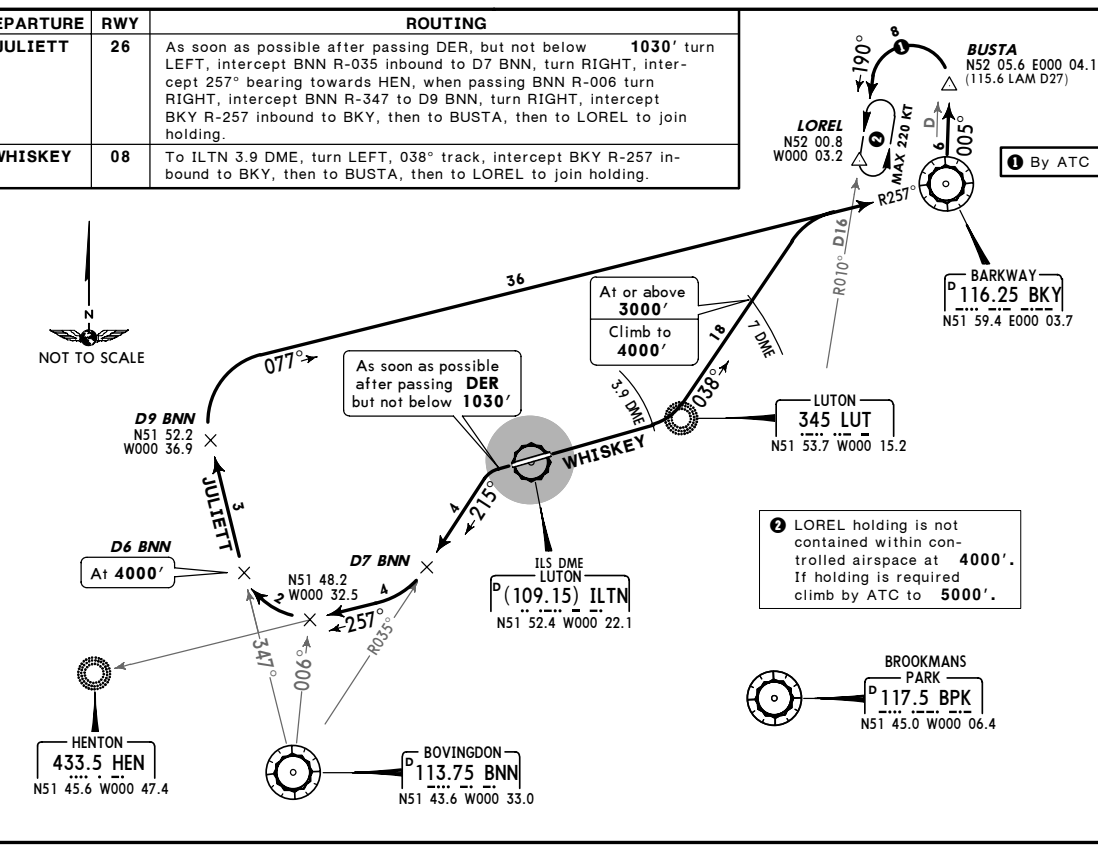 EPARTURE RWY ROUTING
JULIETT 26 As soon as possible after passing DER, but not below 1030' turn
LEFT, intercept BNN R-035 inbound to D7 BNN, turn RIGHT, inter-
cept 257° bearing towards HEN, when passing BNN R-006 turn
RIGHT, intercept BNN R-347 to D9 BNN, turn RIGHT, intercept
BKY R-257 inbound to BKY, then to BUSTA, then to LOREL to join
holding.
WHISKEY 08 To ILTN 3.9 DME, turn LEFT, 038° track, intercept BKY R-257 in-
bound to BKY, then to BUSTA, then to LOREL to join holding.
8
1
190°
BUSTA
N52 05.6 E000 04.1
(115.6 LAM D27)
LOREL
N52 00.8
W000 03.2
2
MAX 220 KT
D
6
005°
1 By ATC
R257°
R010° D16
BARKWAY
D 116.25 BKY
N51 59.4 E000 03.7
N
NOT TO SCALE
36
077°
At or above
3000'
Climb to
4000'
18
7 DME
038°
3.9 DME
As soon as possible
after passing DER
but not below 1030'
LUTON
345 LUT
N51 53.7 W000 15.2
D9 BNN
N51 52.2
W000 36.9
WHISKEY
JULIETT
3
4
215°
D6 BNN
At 4000'
D7 BNN
N51 48.2
W000 32.5
2
4
257°
R035°
347°
006°
ILS DME
LUTON
D (109.15) ILTN
N51 52.4 W000 22.1
2 LOREL holding is not
contained within con-
trolled airspace at 4000'.
If holding is required
climb by ATC to 5000'.
HENTON
433.5 HEN
N51 45.6 W000 47.4
BOVINGDON
D 113.75 BNN
N51 43.6 W000 33.0
BROOKMANS
PARK
D 117.5 BPK
N51 45.0 W000 06.4